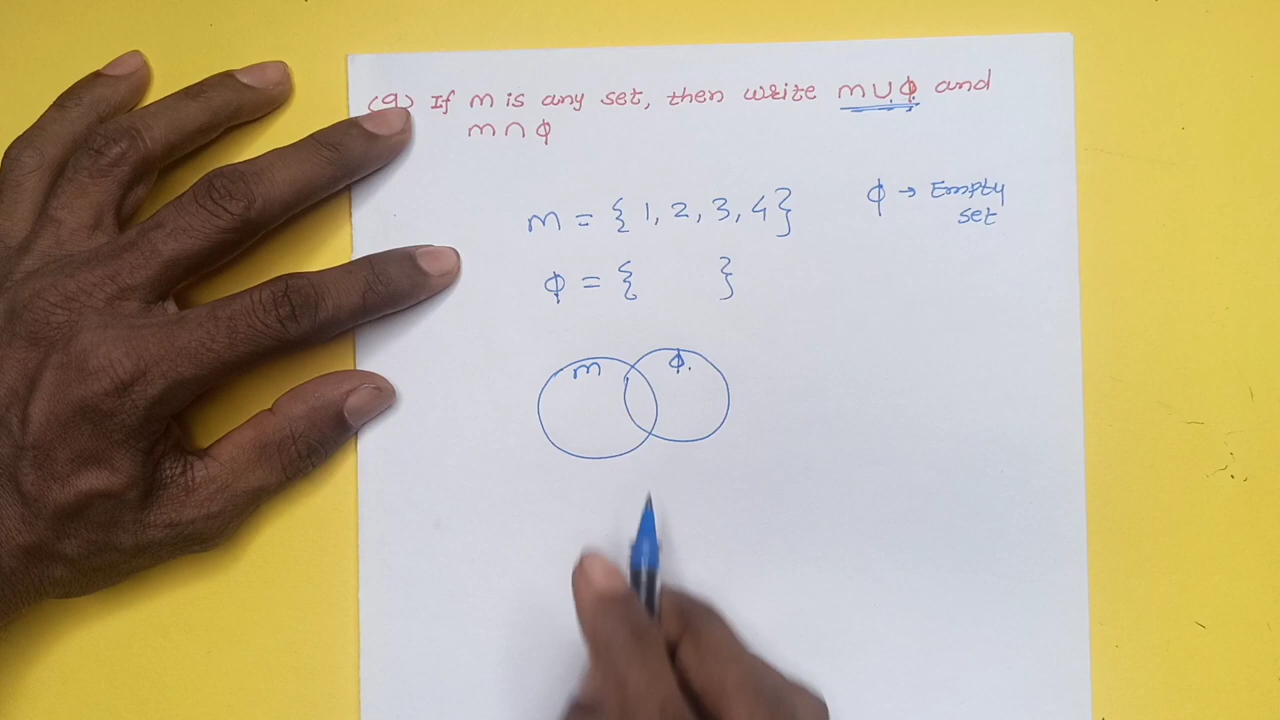 (9) If m is any set, then write m ∪ ϕ and
m ∩ ϕ
m = { 1, 2, 3, 4 }
ϕ → Empty
set
ϕ = { }
m ϕ.